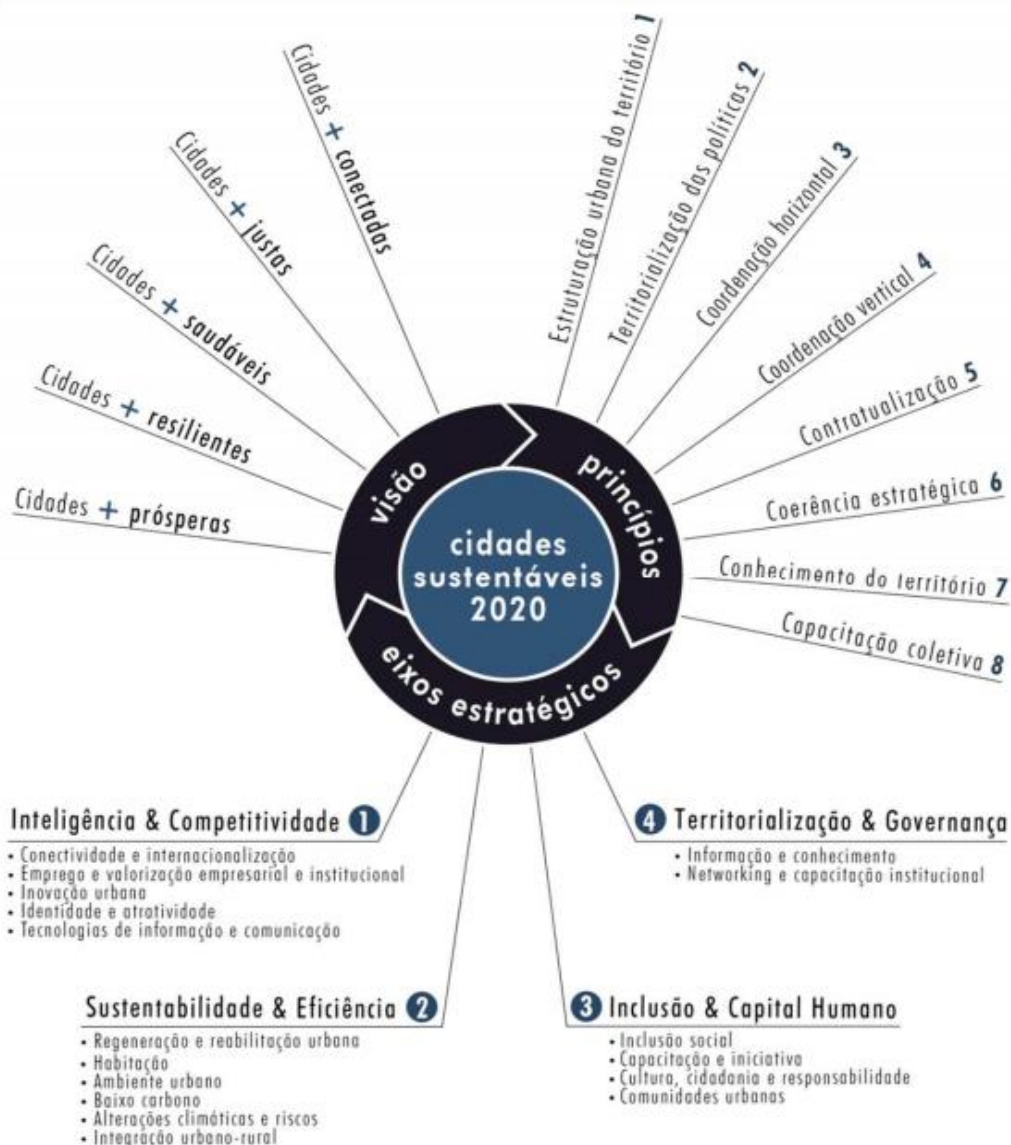 Cidades + conectadas
Cidades + justas
Cidades + saudáveis
Cidades + resilientes
Cidades + prósperas
Estruturação urbana do território 1
Territorialização das políticas 2
Coordenação horizontal 3
Coordenação vertical 4
Contratualização 5
Coerência estratégica 6
Conhecimento do território 7
Capacitação coletiva 8
visão
princípios
eixos estratégicos
cidades
sustentáveis
2020
Inteligência & Competitividade 1
• Conectividade e internacionalização
• Emprego e valorização empresarial e institucional
• Inovação urbana
• Identidade e atratividade
• Tecnologias de informação e comunicação
Sustentabilidade & Eficiência 2
• Regeneração e reabilitação urbana
• Habitação
• Ambiente urbano
• Baixo carbono
• Alterações climáticas e riscos
• Integração urbano-rural
3 Inclusão & Capital Humano
• Inclusão social
• Capacitação e iniciativa
• Cultura, cidadania e responsabilidade
• Comunidades urbanas
4 Territorialização & Governança
• Informação e conhecimento
• Networking e capacitação institucional